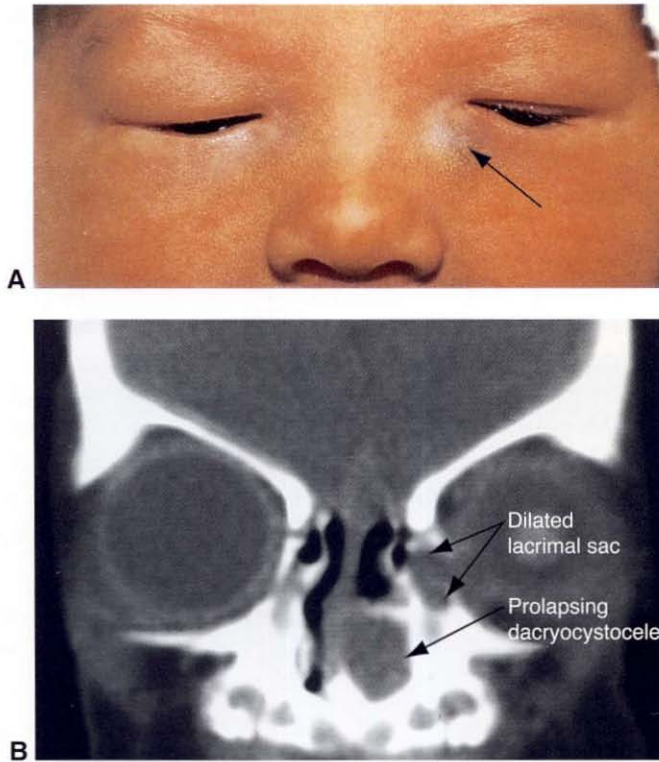 A
Dilated
lacrimal sac
Prolapsing
dacryocystocele
B